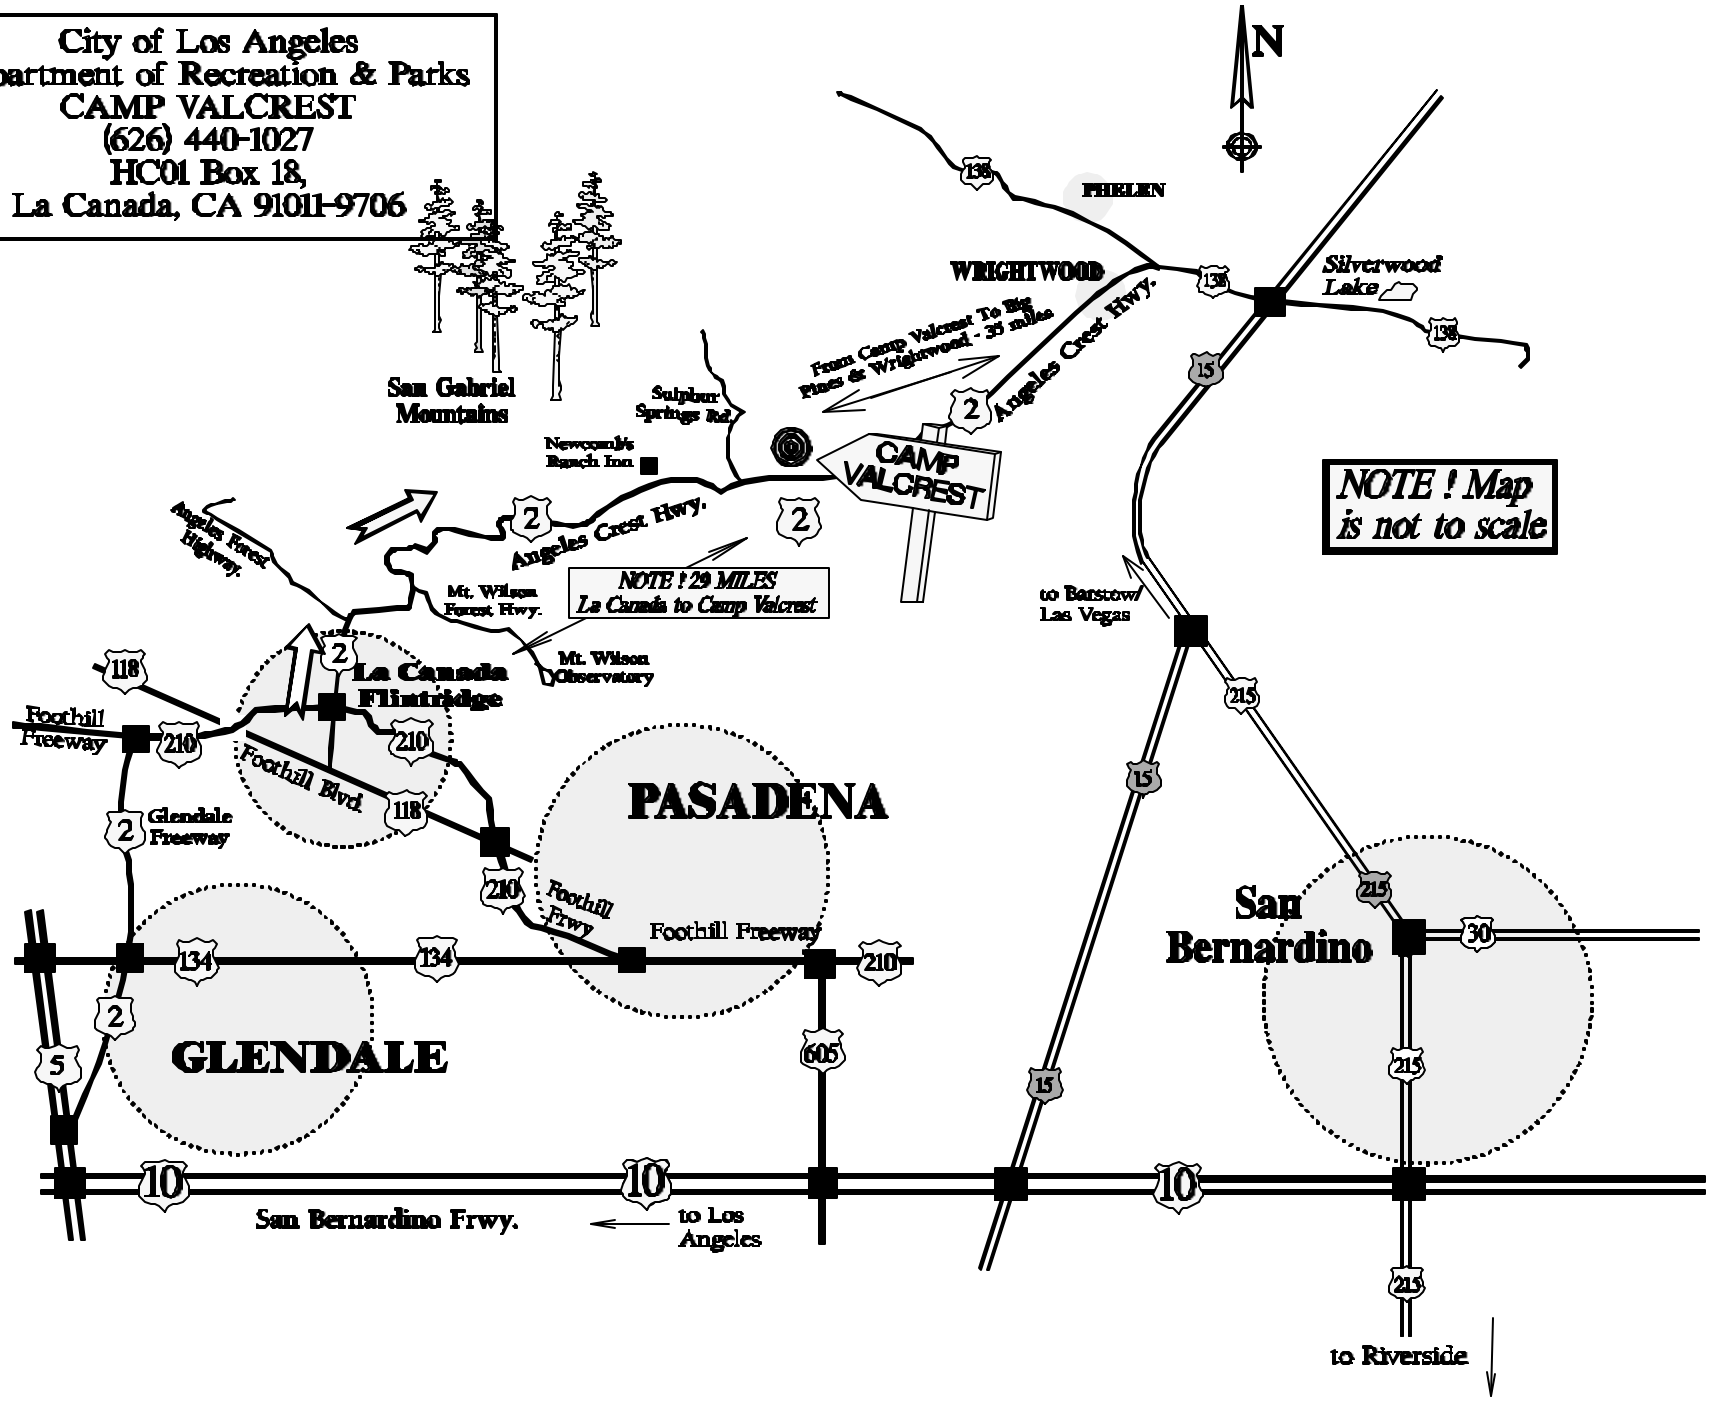 City of Los Angeles
partment of Recreation & Parks
CAMP VALCREST
(626) 440-1027
HC01 Box 18,
La Canada, CA 91011-9706
N
138
PHELEN
WRIGHTWOOD
138
Silverwood
Lake
138
From Camp Valcrest To Big
Pines & Wrightwood - 35 miles
Angeles Crest Hwy.
15
San Gabriel
Mountains
Sulphur
Springs Rd.
2
Newcomb's
Ranch Inn
CAMP
VALCREST
NOTE ! Map
is not to scale
Angeles Forest
Highway.
2
Angeles Crest Hwy.
2
NOTE ! 29 MILES
La Canada to Camp Valcrest
Mt. Wilson
Forest Hwy.
to Barstow/
Las Vegas
118
2
La Canada
Flintridge
Mt. Wilson
Observatory
215
Foothill
Freeway
210
210
Foothill Blvd.
15
PASADENA
2
Glendale
Freeway
118
210
Foothill
Frwy
215
San
Bernardino
30
Foothill Freeway
134
134
210
2
GLENDALE
5
605
215
15
10
10
10
San Bernardino Frwy.
to Los
Angeles
215
to Riverside